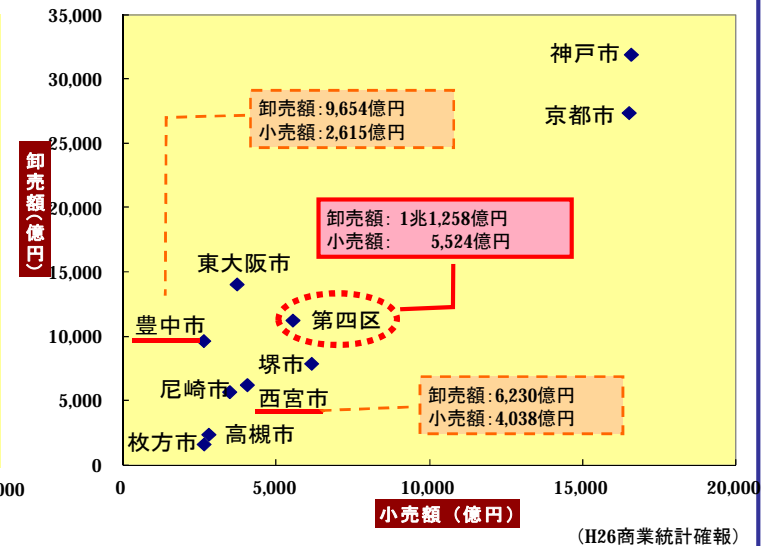 35,000
30,000
25,000
20,000
15,000
10,000
5,000
0
卸売額(億円)
神戸市
京都市
卸売額:9,654億円
小売額:2,615億円
卸売額: 1兆1,258億円
小売額: 5,524億円
東大阪市
第四区
豊中市
堺市
尼崎市
西宮市
卸売額:6,230億円
小売額:4,038億円
高槻市
枚方市
000
0
5,000
10,000
15,000
20,000
小売額（億円）
（H26商業統計確報）